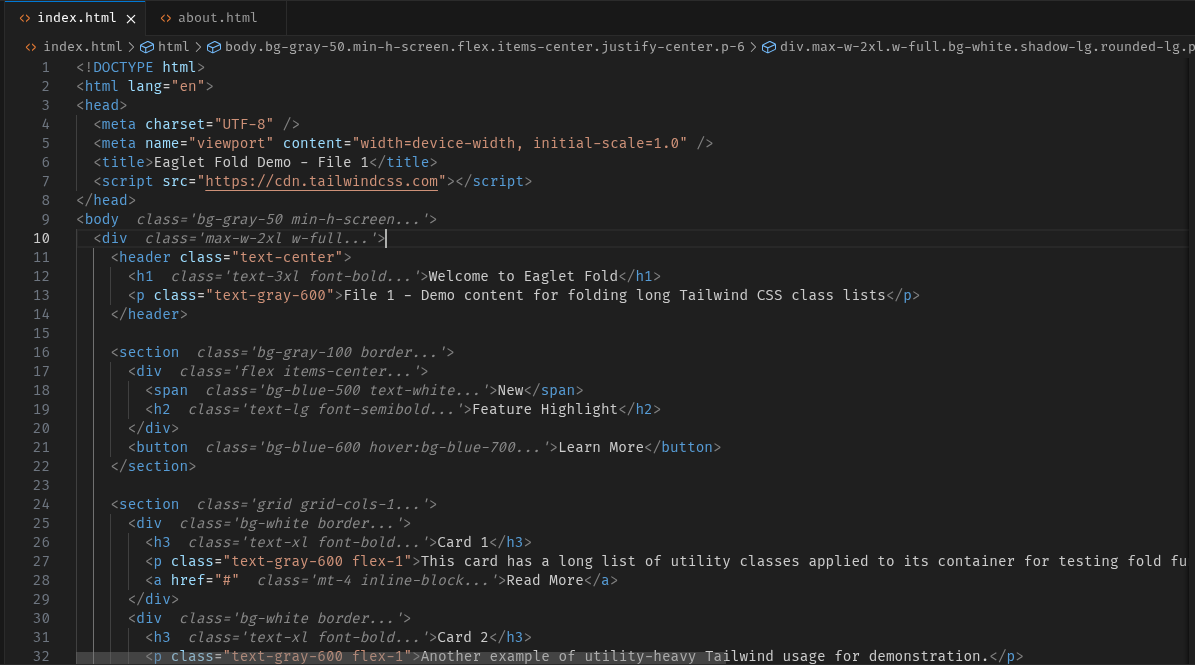 index.html about.html
index.html > html > body.bg-gray-50.min-h-screen.flex.items-center.justify-center.p-6 > div.max-w-2xl.w-full.bg-white.shadow-lg.rounded-lg.p
1 <!DOCTYPE html>
2 <html lang="en">
3 <head>
4 <meta charset="UTF-8" />
5 <meta name="viewport" content="width=device-width, initial-scale=1.0" />
6 <title>Eaglet Fold Demo - File 1</title>
7 <script src="https://cdn.tailwindcss.com"></script>
8 </head>
9 <body class='bg-gray-50 min-h-screen...'>
10 <div class='max-w-2xl w-full...'>
11 <header class="text-center">
12 <h1 class='text-3xl font-bold...'>Welcome to Eaglet Fold</h1>
13 <p class="text-gray-600">File 1 - Demo content for folding long Tailwind CSS class lists</p>
14 </header>
15
16 <section class='bg-gray-100 border...'>
17 <div class='flex items-center...'>
18 <span class='bg-blue-500 text-white...'>New</span>
19 <h2 class='text-lg font-semibold...'>Feature Highlight</h2>
20 </div>
21 <button class='bg-blue-600 hover:bg-blue-700...'>Learn More</button>
22 </section>
23
24 <section class='grid grid-cols-1...'>
25 <div class='bg-white border...'>
26 <h3 class='text-xl font-bold...'>Card 1</h3>
27 <p class="text-gray-600 flex-1">This card has a long list of utility classes applied to its container for testing fold fu
28 <a href="#" class='mt-4 inline-block...'>Read More</a>
29 </div>
30 <div class='bg-white border...'>
31 <h3 class='text-xl font-bold...'>Card 2</h3>
32 <p class="text-gray-600 flex-1">Another example of utility-heavy Tailwind usage for demonstration.</p>